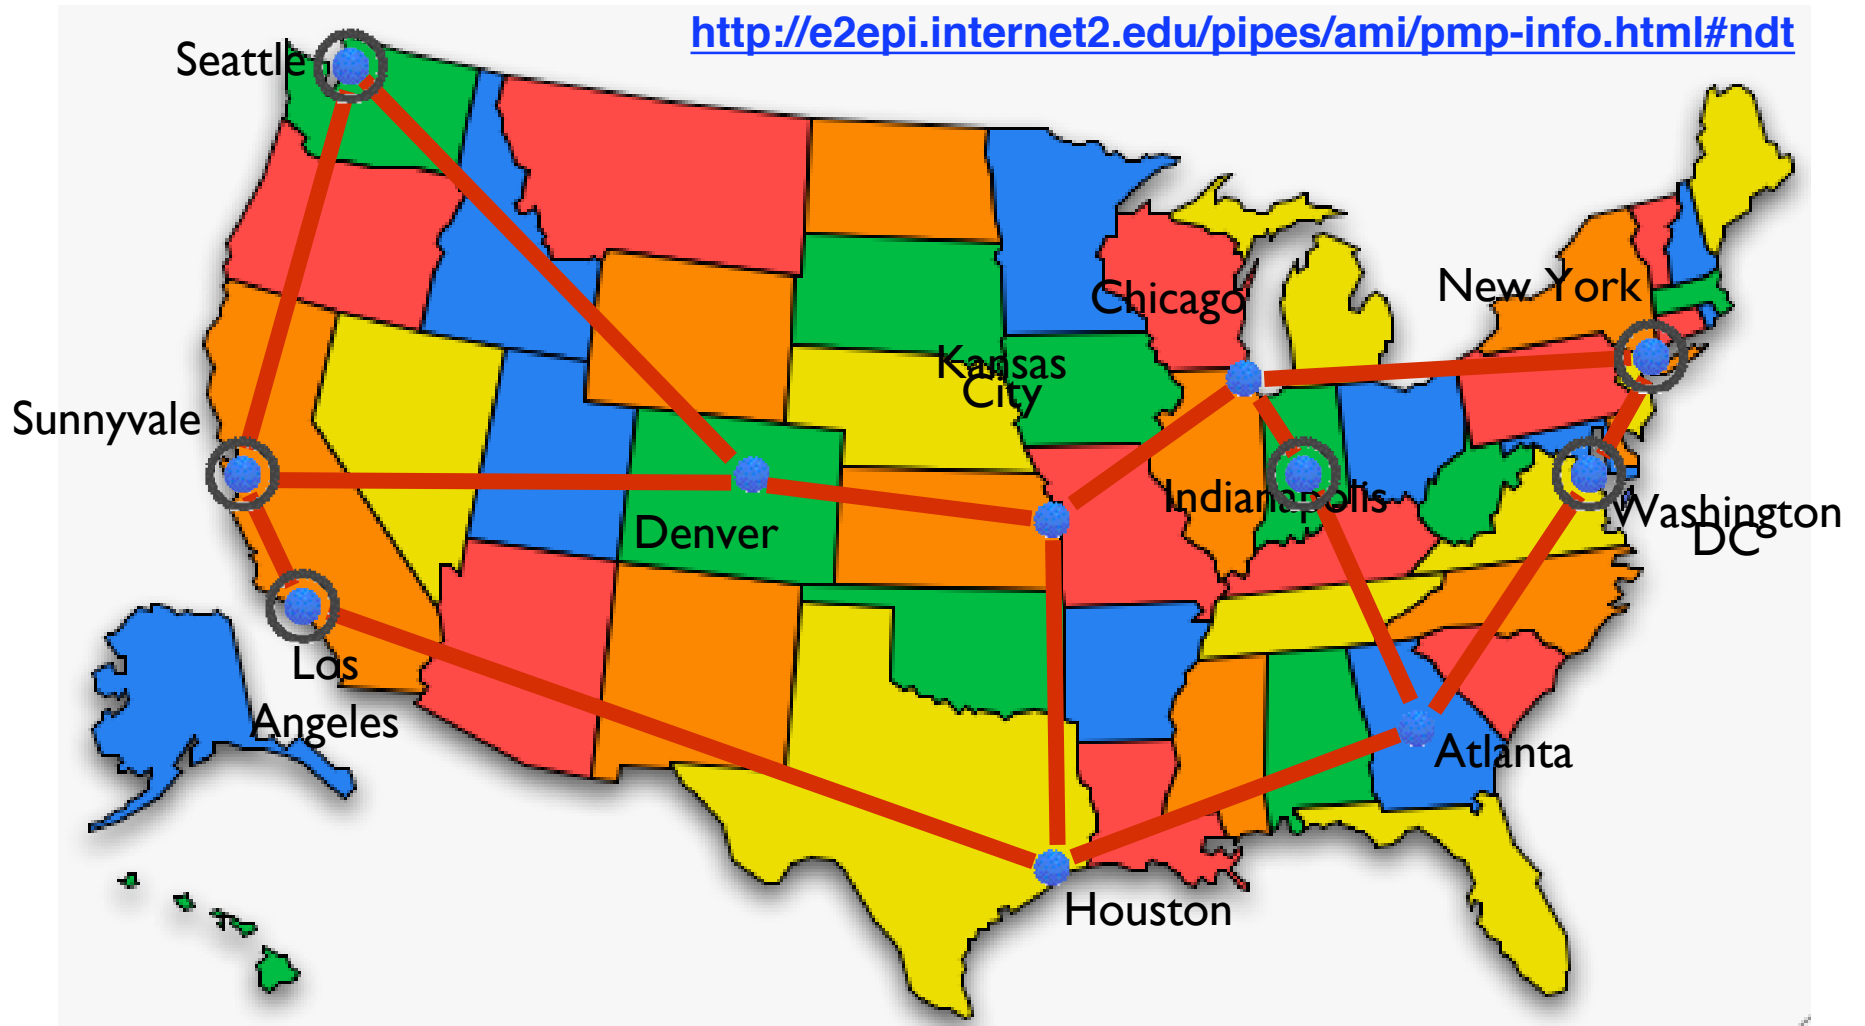 http://e2epi.internet2.edu/pipes/ami/pmp-info.html#ndt
Seattle
New York
Chicago
Kansas
City
Sunnyvale
Indianapolis
Washington
DC
Denver
Los
Angeles
Atlanta
Houston